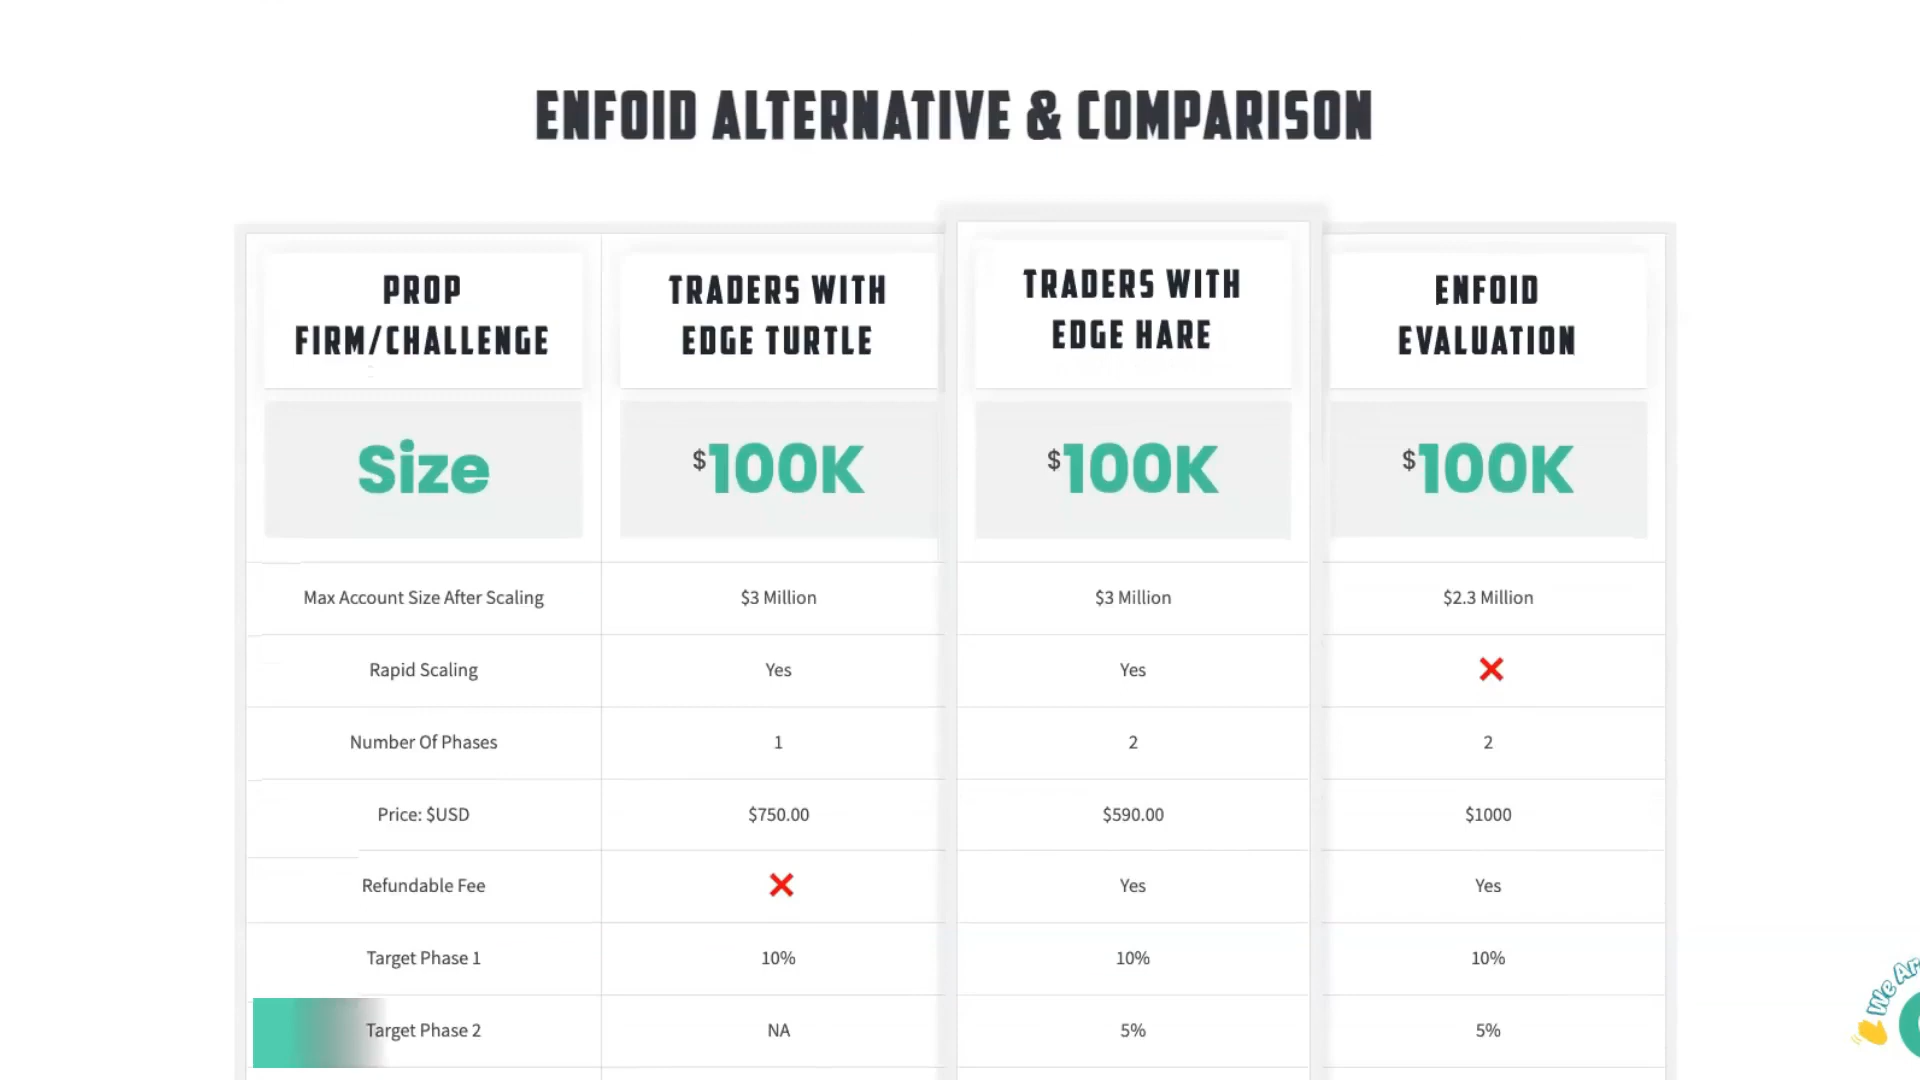 ENFOID ALTERNATIVE & COMPARISON
PROP
FIRM/CHALLENGE
TRADERS WITH
EDGE TURTLE
TRADERS WITH
EDGE HARE
ENFOID
EVALUATION
Size
$100K
$100K
$100K
Max Account Size After Scaling
$3 Million
$3 Million
$2.3 Million
Rapid Scaling
Yes
Yes
Number Of Phases
1
2
2
Price: $USD
$750.00
$590.00
$1000
Refundable Fee
Yes
Yes
Target Phase 1
10%
10%
10%
Target Phase 2
NA
5%
5%
We Ar